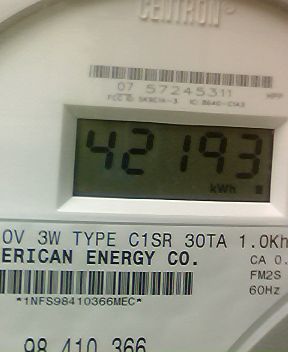 CENTRON®
07 57245311
FCC ID: SK9C1A-3 IC: 864G-C1A3
42193
kWh
0V 3W TYPE C1SR 30TA 1.0Kh
ERICAN ENERGY CO.
CA 0.
FM2S
60Hz
*1NFS98410366MEC*
98 410 366